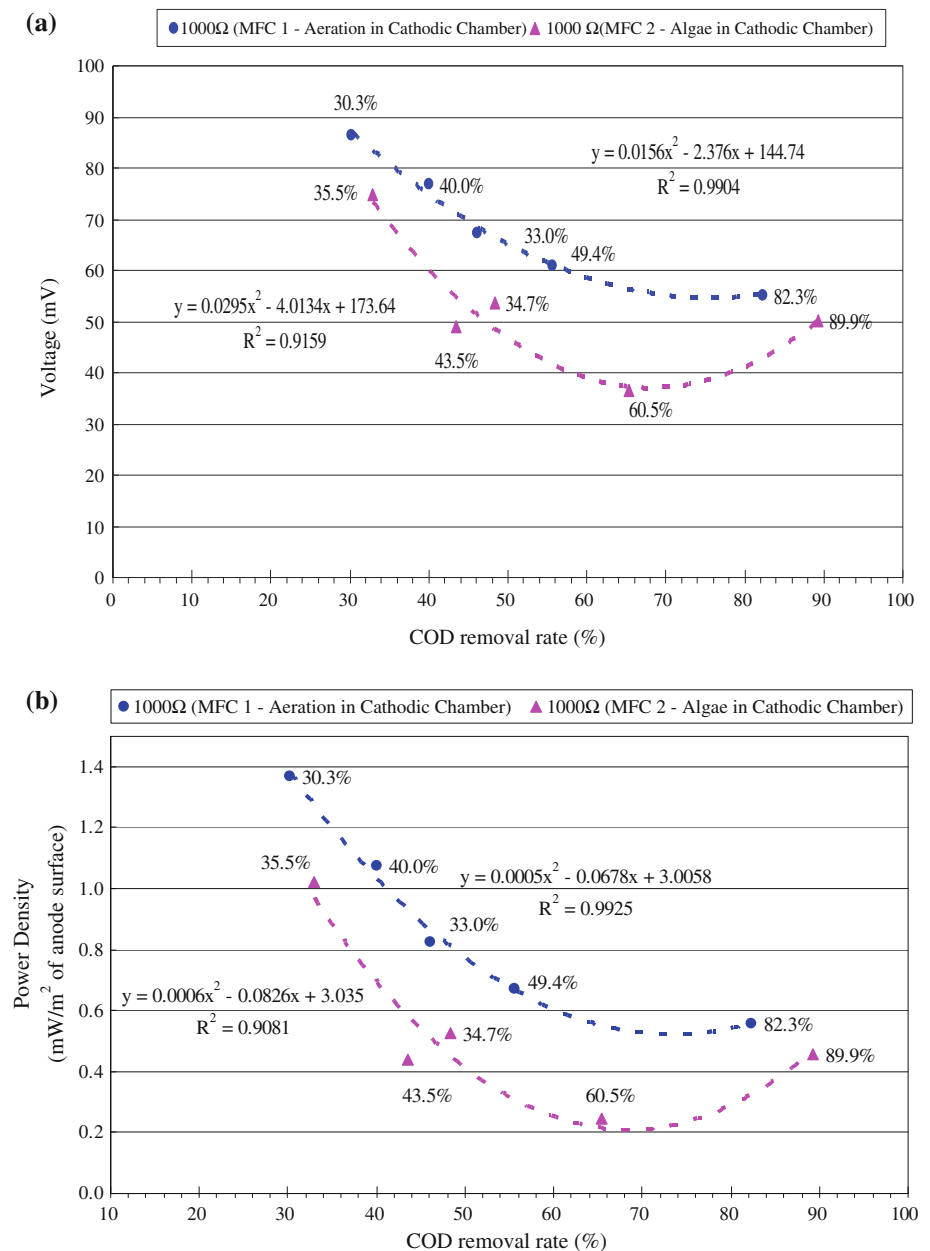 (a)
1000Ω (MFC 1 - Aeration in Cathodic Chamber) 1000 Ω(MFC 2 - Algae in Cathodic Chamber)
100
90
80
70
60
50
40
30
20
10
0
Voltage (mV)
30.3%
40.0%
33.0%
49.4%
82.3%
y = 0.0156x² - 2.376x + 144.74
R² = 0.9904
35.5%
34.7%
43.5%
60.5%
89.9%
y = 0.0295x² - 4.0134x + 173.64
R² = 0.9159
0 10 20 30 40 50 60 70 80 90 100
COD removal rate (%)
(b)
1000Ω (MFC 1 - Aeration in Cathodic Chamber) 1000Ω (MFC 2 - Algae in Cathodic Chamber)
1.4
1.2
1.0
0.8
0.6
0.4
0.2
0.0
Power Density
(mW/m² of anode surface)
30.3%
40.0%
33.0%
49.4%
82.3%
y = 0.0005x² - 0.0678x + 3.0058
R² = 0.9925
35.5%
34.7%
43.5%
60.5%
89.9%
y = 0.0006x² - 0.0826x + 3.035
R² = 0.9081
10 20 30 40 50 60 70 80 90 100
COD removal rate (%)